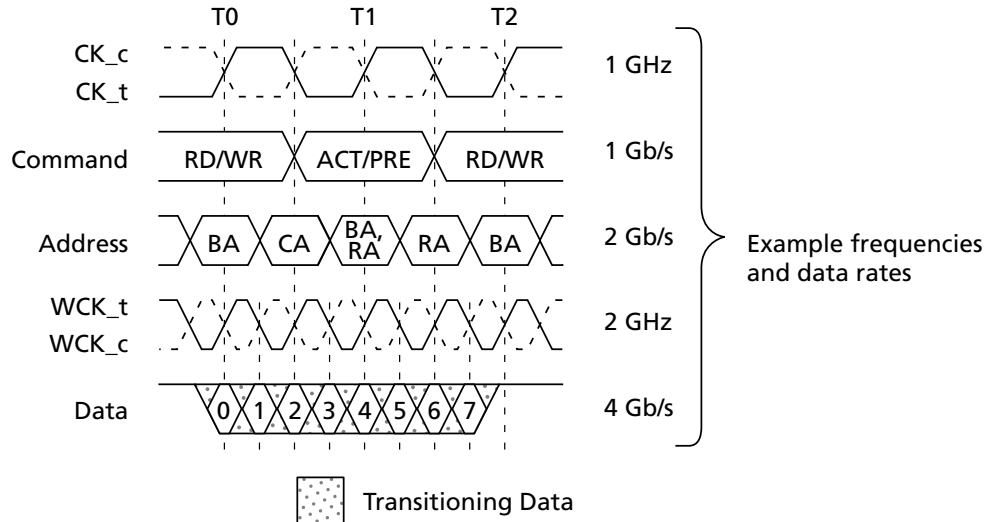 T0 T1 T2
CK_c
CK_t
1 GHz
Command RD/WR ACT/PRE RD/WR 1 Gb/s
Address BA CA BA, RA RA BA 2 Gb/s
Example frequencies
and data rates
WCK_t
WCK_c
2 GHz
Data 0 1 2 3 4 5 6 7 4 Gb/s
Transitioning Data